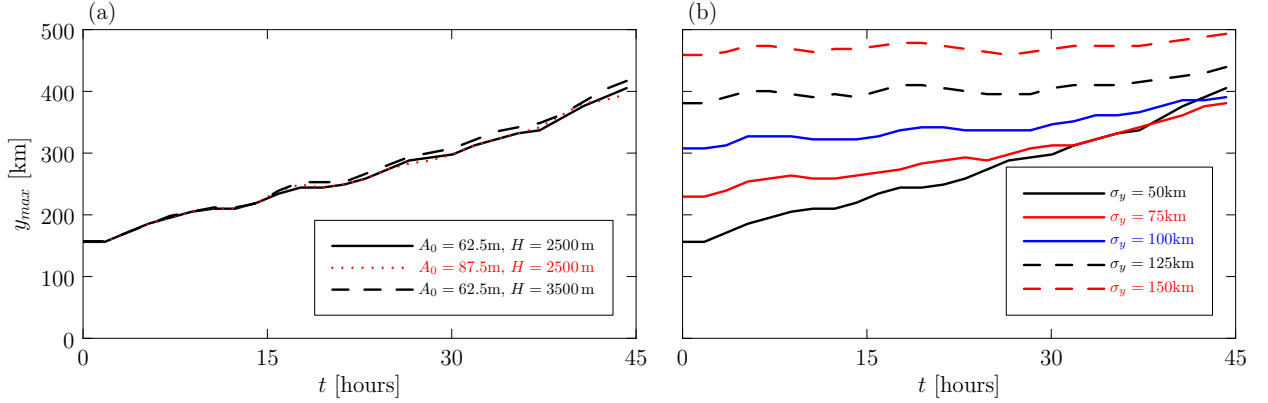 (a)
500
400
300
200
100
0
y_{max} [km]
0
15
30
45
t [hours]
A_0 = 62.5m, H = 2500 m
A_0 = 87.5m, H = 2500 m
A_0 = 62.5m, H = 3500 m
(b)
0
15
30
45
t [hours]
σ_y = 50km
σ_y = 75km
σ_y = 100km
σ_y = 125km
σ_y = 150km